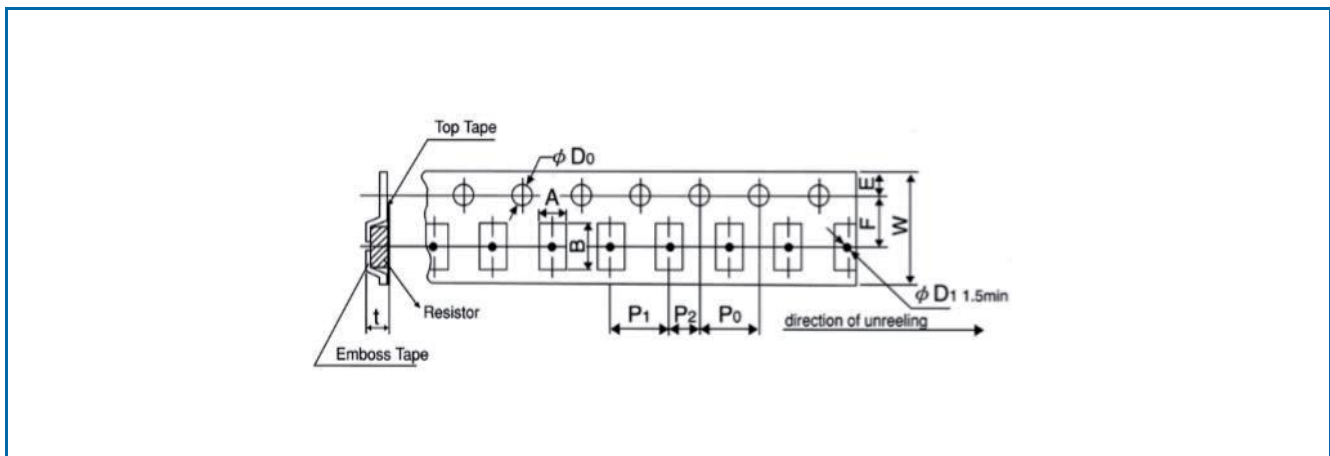 Top Tape
ϕ D0
A
B
E
F
W
ϕ D1 1.5min
P1
P2
P0
direction of unreeling
t
Resistor
Emboss Tape